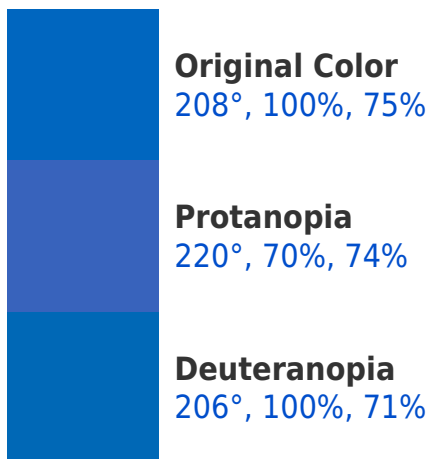 Original Color
208°, 100%, 75%
Protanopia
220°, 70%, 74%
Deuteranopia
206°, 100%, 71%